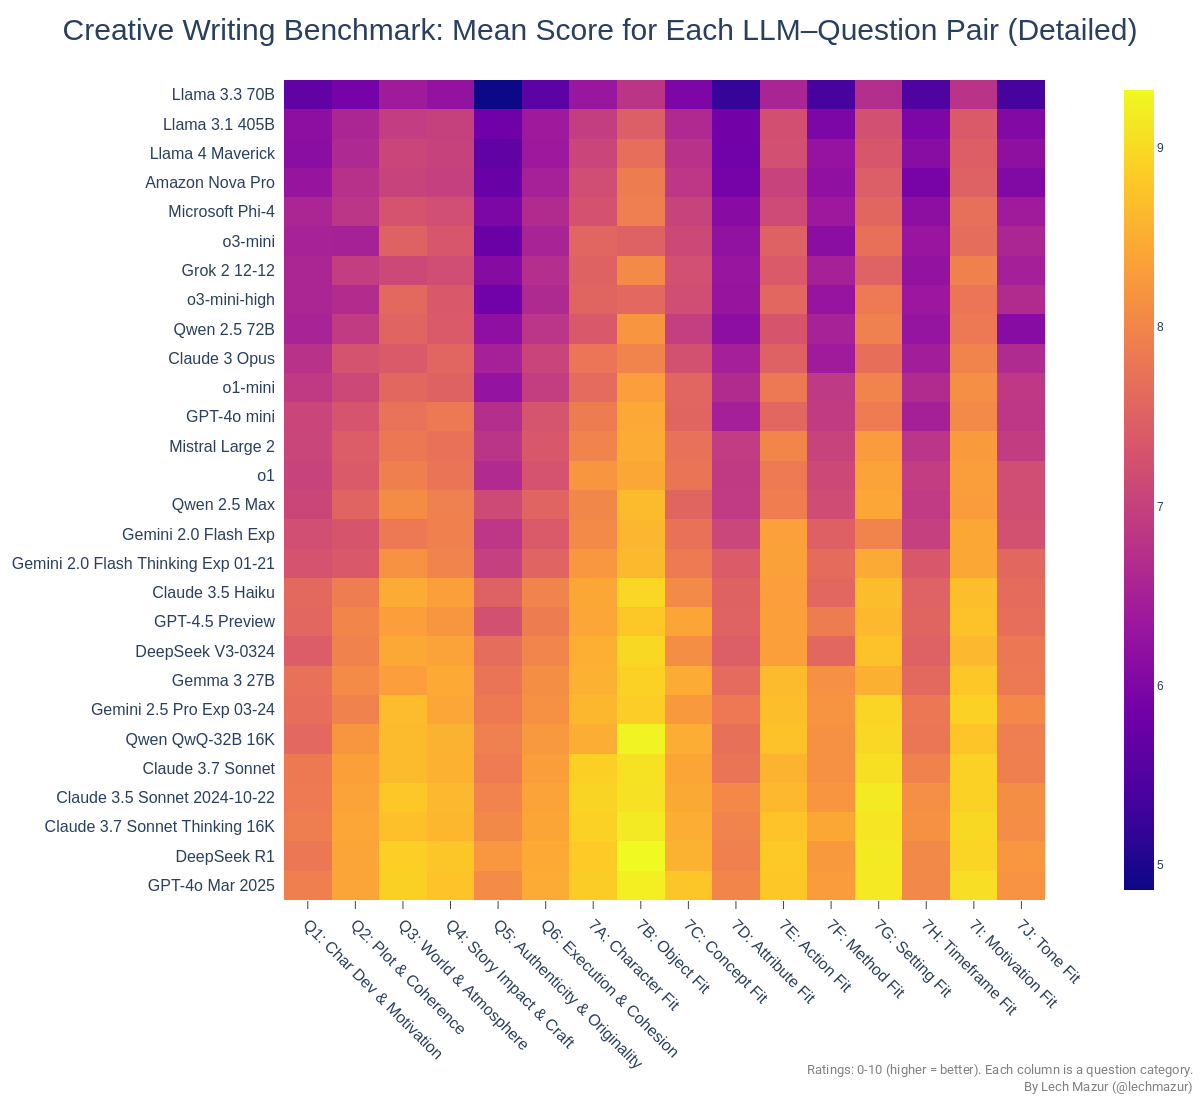 Creative Writing Benchmark: Mean Score for Each LLM–Question Pair (Detailed)
Llama 3.3 70B
Llama 3.1 405B
Llama 4 Maverick
Amazon Nova Pro
Microsoft Phi-4
o3-mini
Grok 2 12-12
o3-mini-high
Qwen 2.5 72B
Claude 3 Opus
o1-mini
GPT-4o mini
Mistral Large 2
o1
Qwen 2.5 Max
Gemini 2.0 Flash Exp
Gemini 2.0 Flash Thinking Exp 01-21
Claude 3.5 Haiku
GPT-4.5 Preview
DeepSeek V3-0324
Gemma 3 27B
Gemini 2.5 Pro Exp 03-24
Qwen QwQ-32B 16K
Claude 3.7 Sonnet
Claude 3.5 Sonnet 2024-10-22
Claude 3.7 Sonnet Thinking 16K
DeepSeek R1
GPT-4o Mar 2025
9
8
7
6
5
Q1: Char Dev & Motivation
Q2: Plot & Coherence
Q3: World & Atmosphere
Q4: Story Impact & Craft
Q5: Authenticity & Originality
Q6: Execution & Cohesion
7A: Character Fit
7B: Object Fit
7C: Concept Fit
7D: Attribute Fit
7E: Action Fit
7F: Method Fit
7G: Setting Fit
7H: Timeframe Fit
7I: Motivation Fit
7J: Tone Fit
Ratings: 0-10 (higher = better). Each column is a question category.
By Lech Mazur (@lechmazur)